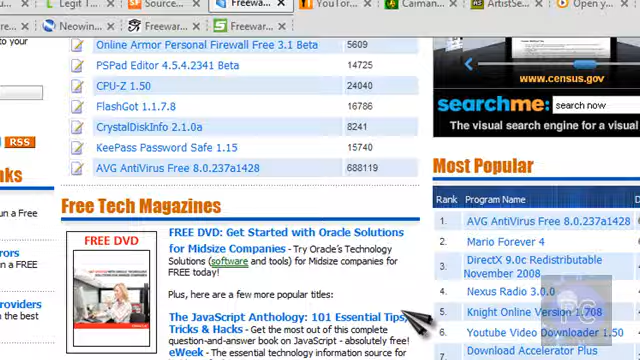 Legit T
Source
Freewa
YouTor
Caiman
ArtistSe
Open y
Neowin
Freewar
Freewar
o your
RSS
nks
un a Free
rors
n a FREE
roviders
n a Free
Online Armor Personal Firewall Free 3.1 Beta 5609
PSPad Editor 4.5.4.2341 Beta 14725
CPU-Z 1.50 24040
FlashGot 1.1.7.8 16786
CrystalDiskInfo 2.1.0a 8241
KeePass Password Safe 1.15 15740
AVG AntiVirus Free 8.0.237a1428 688119
Free Tech Magazines
FREE DVD
FREE DVD: Get Started with Oracle Solutions
for Midsize Companies - Try Oracle's Technology
Solutions (software and tools) for Midsize companies for
FREE today!
Plus, here are a few more popular titles:
The JavaScript Anthology: 101 Essential Tips,
Tricks & Hacks - Get the most out of this complete
question-and-answer book on JavaScript - absolutely free!
eWeek - The essential technology information source for
www.census.gov
searchme: search now
The visual search engine for a visual
Most Popular
Rank Program Name D
1. AVG AntiVirus Free 8.0.237a1428
2. Mario Forever 4
3. DirectX 9.0c Redistributable
November 2008
4. Nexus Radio 3.0.0
5. Knight Online Version 1.708
6. Youtube Video Downloader 1.50
7. Download Accelerator Plus
PC